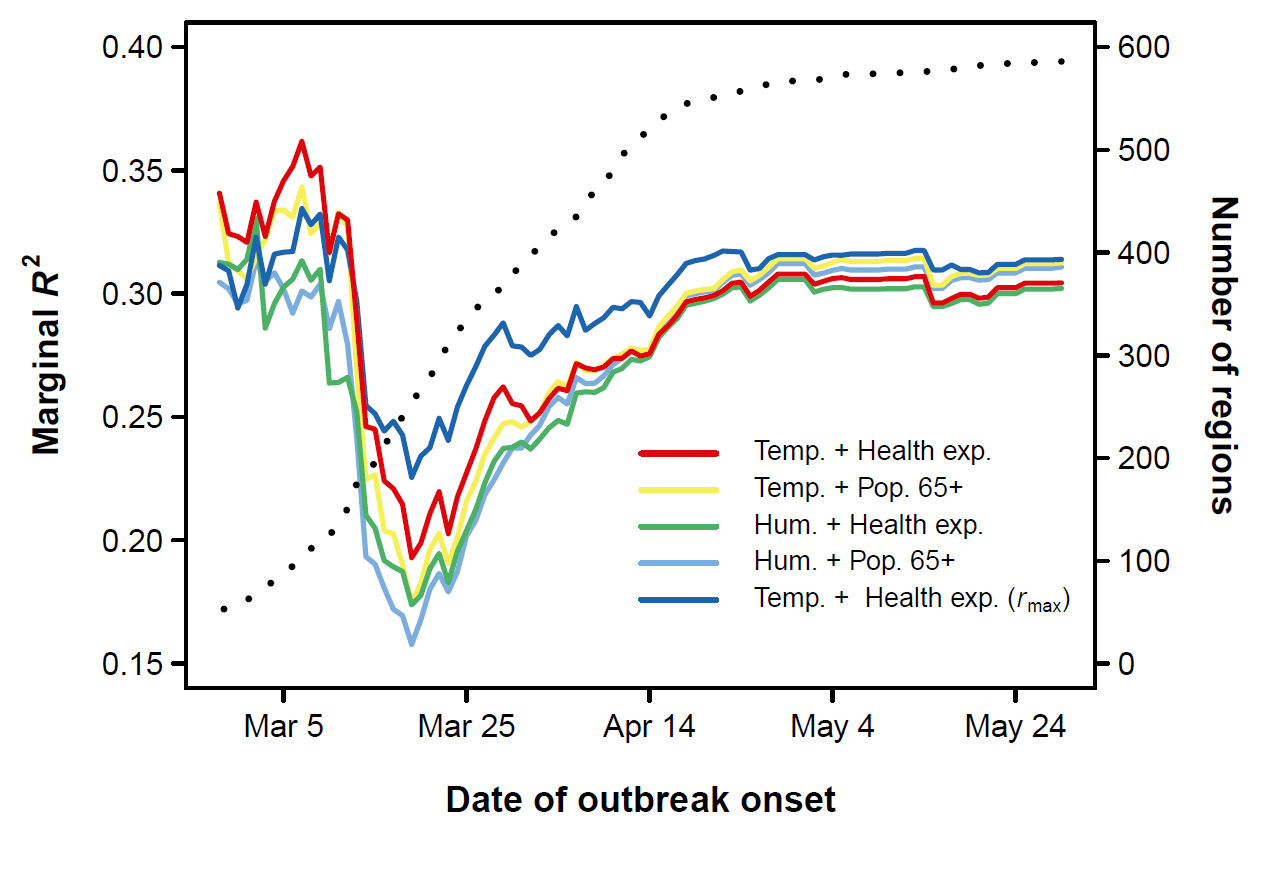 0.40
0.35
0.30
0.25
0.20
0.15
Marginal R²
600
500
400
300
200
100
0
Number of regions
Temp. + Health exp.
Temp. + Pop. 65+
Hum. + Health exp.
Hum. + Pop. 65+
Temp. + Health exp. (rmax)
Mar 5 Mar 25 Apr 14 May 4 May 24
Date of outbreak onset